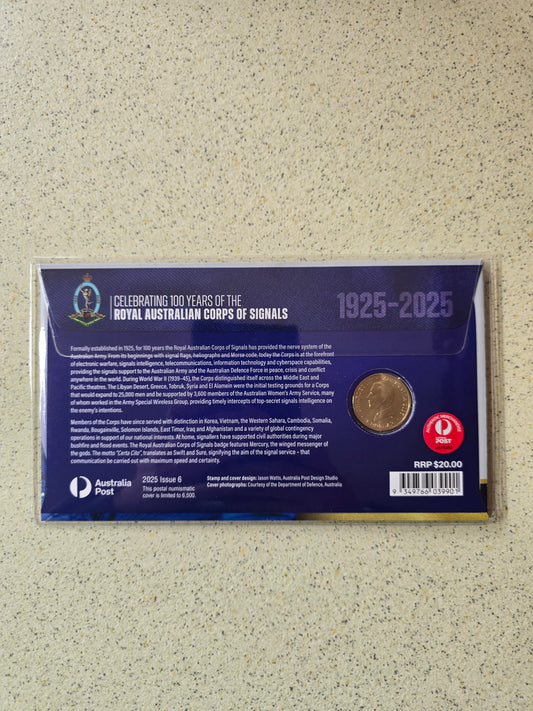 CELEBRATING 100 YEARS OF THE
ROYAL AUSTRALIAN CORPS OF SIGNALS
1925–2025
Formally established in 1925, for 100 years the Royal Australian Corps of Signals has provided the nerve system of the
Australian Army. From its beginnings with signal flags, heliographs and Morse code, today the Corps is at the forefront
of electronic warfare, signals intelligence, telecommunications, information technology and cyberspace capabilities,
providing the signals support to the Australian Army and the Australian Defence Force in peace, crisis and conflict
anywhere in the world. During World War II (1939–45), the Corps distinguished itself across the Middle East and
Pacific theatres. The Libyan Desert, Greece, Tobruk, Syria and El Alamein were the initial testing grounds for a Corps
that would expand to 25,000 men and be supported by 3,600 members of the Australian Women's Army Service, many
of whom worked in the Army Special Wireless Group, providing timely intercepts of top-secret signals intelligence on
the enemy's intentions.
Members of the Corps have since served with distinction in Korea, Vietnam, the Western Sahara, Cambodia, Somalia,
Rwanda, Bougainville, Solomon Islands, East Timor, Iraq and Afghanistan and a variety of global contingency
operations in support of our national interests. At home, signallers have supported civil authorities during major
bushfire and flood events. The Royal Australian Corps of Signals badge features Mercury, the winged messenger of
the gods. The motto "Certa Cito", translates as Swift and Sure, signifying the aim of the signal service - that
communication be carried out with maximum speed and certainty.
POST
RRP $20.00
Australia
Post
2025 Issue 6
This postal numismatic
cover is limited to 6,500.
Stamp and cover design: Jason Watts, Australia Post Design Studio
Cover photographs: Courtesy of the Department of Defence, Australia
9 349766 039901